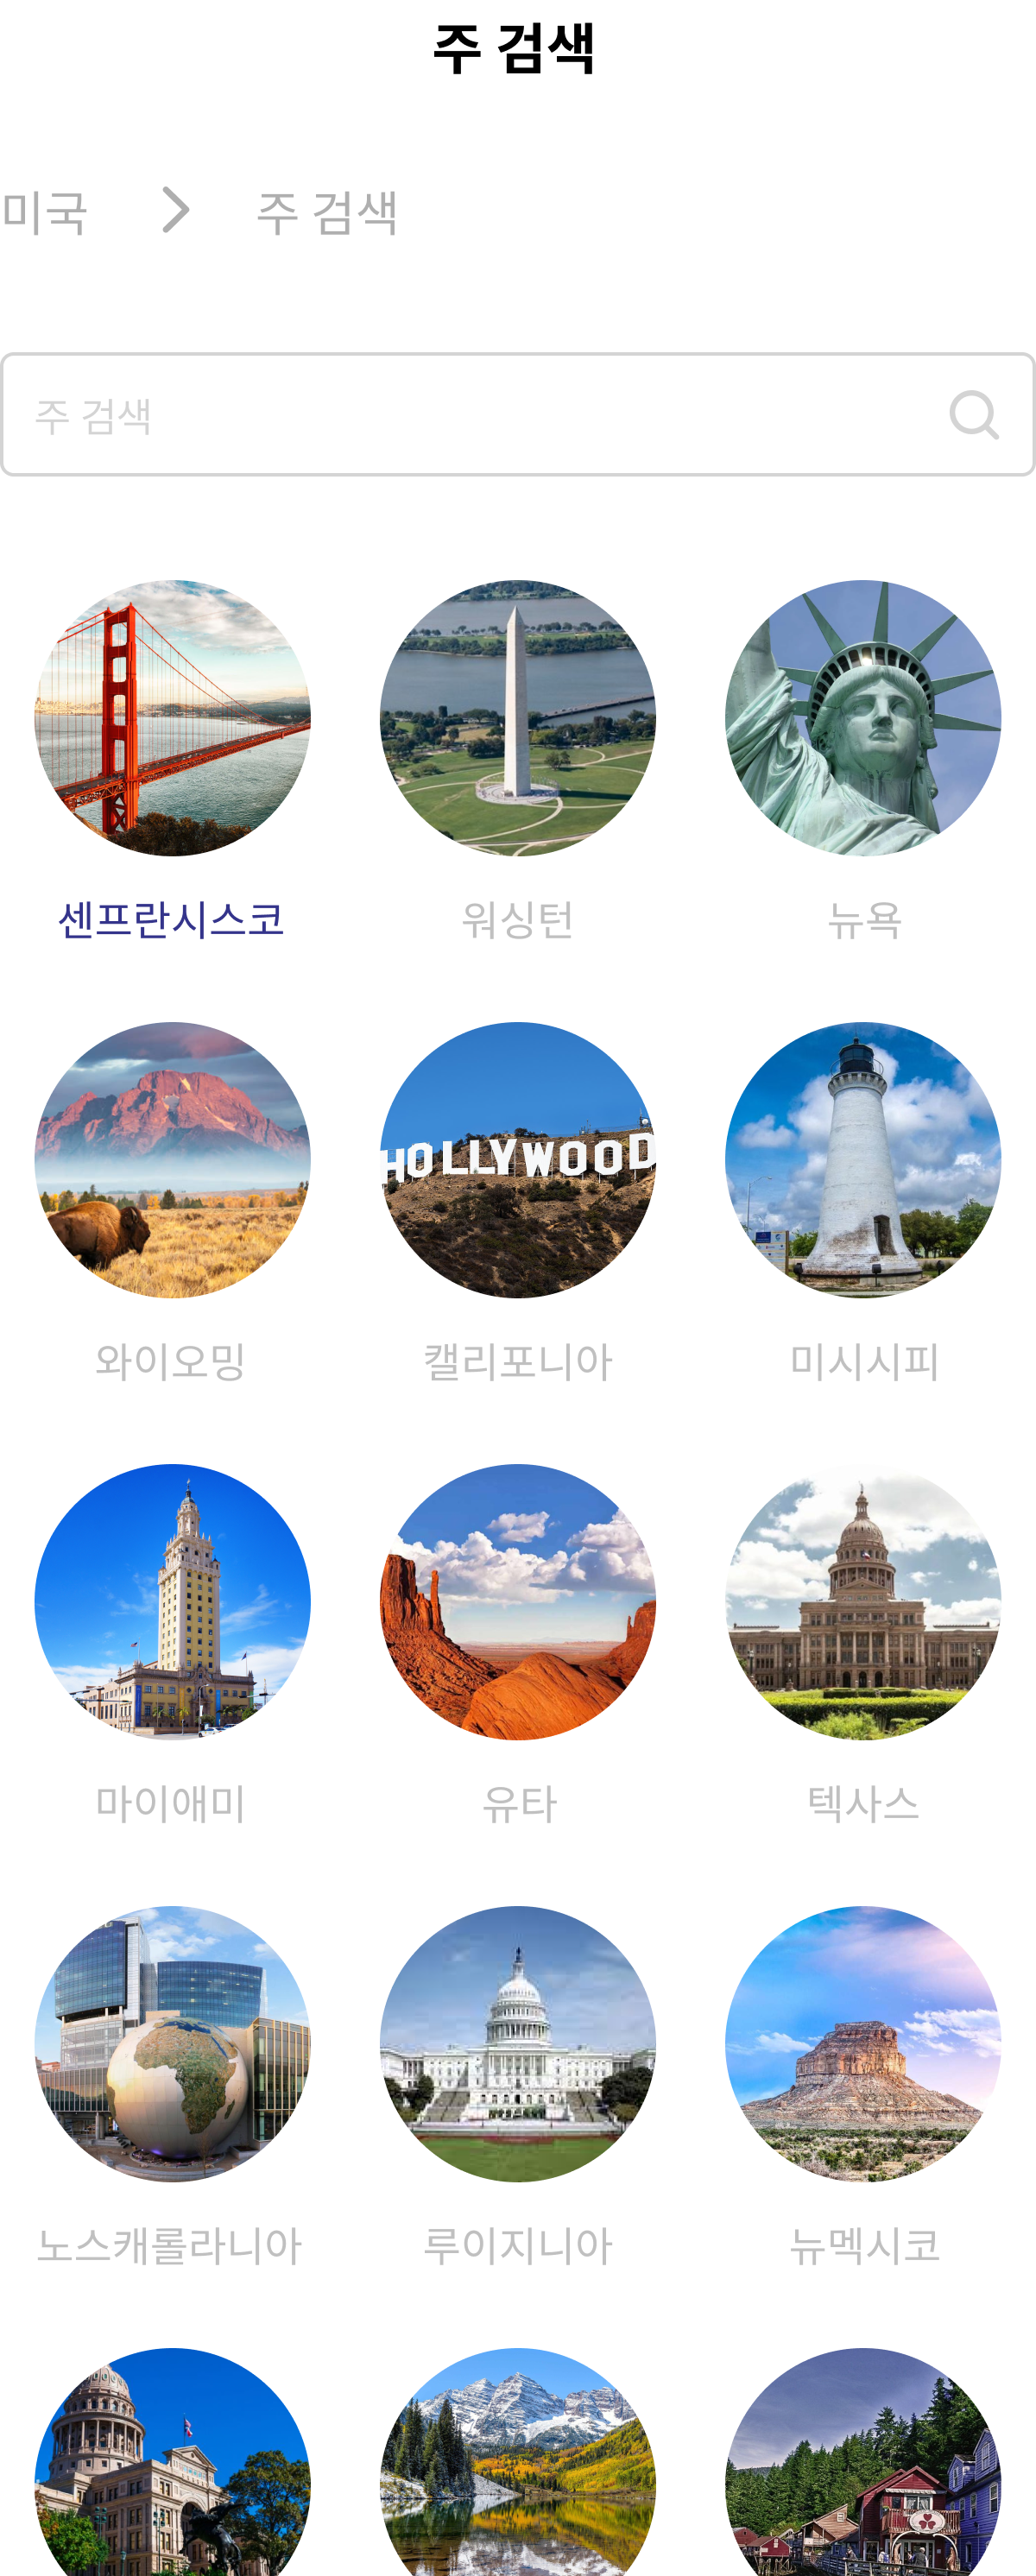 주 검색
미국 > 주 검색
주 검색
센프란시스코 워싱턴 뉴욕
HOLLYWOOD
와이오밍 캘리포니아 미시시피
마이애미 유타 텍사스
노스캐롤라니아 루이지니아 뉴멕시코